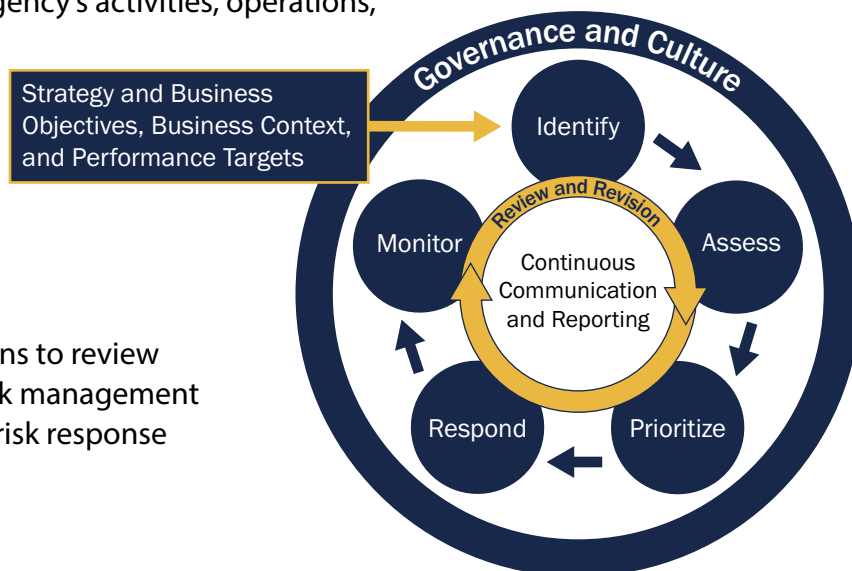 gency's activities, operations,
Governance and Culture
Strategy and Business
Objectives, Business Context,
and Performance Targets
Identify
Review and Revision
Monitor
Assess
Continuous
Communication
and Reporting
ns to review
k management
risk response
Respond
Prioritize